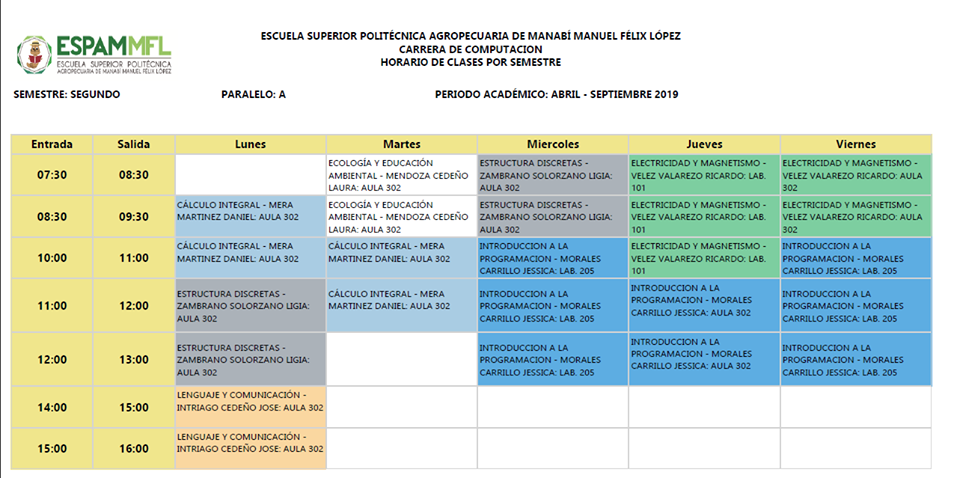 ESPAMMFL
ESCUELA SUPERIOR POLITÉCNICA
AGROPECUARIA DE MANABÍ MANUEL FÉLIX LÓPEZ
ESCUELA SUPERIOR POLITÉCNICA AGROPECUARIA DE MANABÍ MANUEL FÉLIX LÓPEZ
CARRERA DE COMPUTACION
HORARIO DE CLASES POR SEMESTRE
SEMESTRE: SEGUNDO PARALELO: A PERIODO ACADÉMICO: ABRIL - SEPTIEMBRE 2019
Entrada Salida Lunes Martes Miercoles Jueves Viernes
07:30 08:30
ECOLOGÍA Y EDUCACIÓN
AMBIENTAL - MENDOZA CEDEÑO
LAURA: AULA 302
ESTRUCTURA DISCRETAS -
ZAMBRANO SOLORZANO LIGIA:
AULA 302
ELECTRICIDAD Y MAGNETISMO -
VELEZ VALAREZO RICARDO: LAB.
101
ELECTRICIDAD Y MAGNETISMO -
VELEZ VALAREZO RICARDO: AULA
302
08:30 09:30
CÁLCULO INTEGRAL - MERA
MARTINEZ DANIEL: AULA 302
ECOLOGÍA Y EDUCACIÓN
AMBIENTAL - MENDOZA CEDEÑO
LAURA: AULA 302
ESTRUCTURA DISCRETAS -
ZAMBRANO SOLORZANO LIGIA:
AULA 302
ELECTRICIDAD Y MAGNETISMO -
VELEZ VALAREZO RICARDO: LAB.
101
ELECTRICIDAD Y MAGNETISMO -
VELEZ VALAREZO RICARDO: AULA
302
10:00 11:00
CÁLCULO INTEGRAL - MERA
MARTINEZ DANIEL: AULA 302
CÁLCULO INTEGRAL - MERA
MARTINEZ DANIEL: AULA 302
INTRODUCCION A LA
PROGRAMACION - MORALES
CARRILLO JESSICA: LAB. 205
ELECTRICIDAD Y MAGNETISMO -
VELEZ VALAREZO RICARDO: LAB.
101
INTRODUCCION A LA
PROGRAMACION - MORALES
CARRILLO JESSICA: LAB. 205
11:00 12:00
ESTRUCTURA DISCRETAS -
ZAMBRANO SOLORZANO LIGIA:
AULA 302
CÁLCULO INTEGRAL - MERA
MARTINEZ DANIEL: AULA 302
INTRODUCCION A LA
PROGRAMACION - MORALES
CARRILLO JESSICA: LAB. 205
INTRODUCCION A LA
PROGRAMACION - MORALES
CARRILLO JESSICA: AULA 302
INTRODUCCION A LA
PROGRAMACION - MORALES
CARRILLO JESSICA: LAB. 205
12:00 13:00
ESTRUCTURA DISCRETAS -
ZAMBRANO SOLORZANO LIGIA:
AULA 302
INTRODUCCION A LA
PROGRAMACION - MORALES
CARRILLO JESSICA: LAB. 205
INTRODUCCION A LA
PROGRAMACION - MORALES
CARRILLO JESSICA: AULA 302
INTRODUCCION A LA
PROGRAMACION - MORALES
CARRILLO JESSICA: LAB. 205
14:00 15:00
LENGUAJE Y COMUNICACIÓN -
INTRIAGO CEDEÑO JOSE: AULA 302
15:00 16:00
LENGUAJE Y COMUNICACIÓN -
INTRIAGO CEDEÑO JOSE: AULA 302